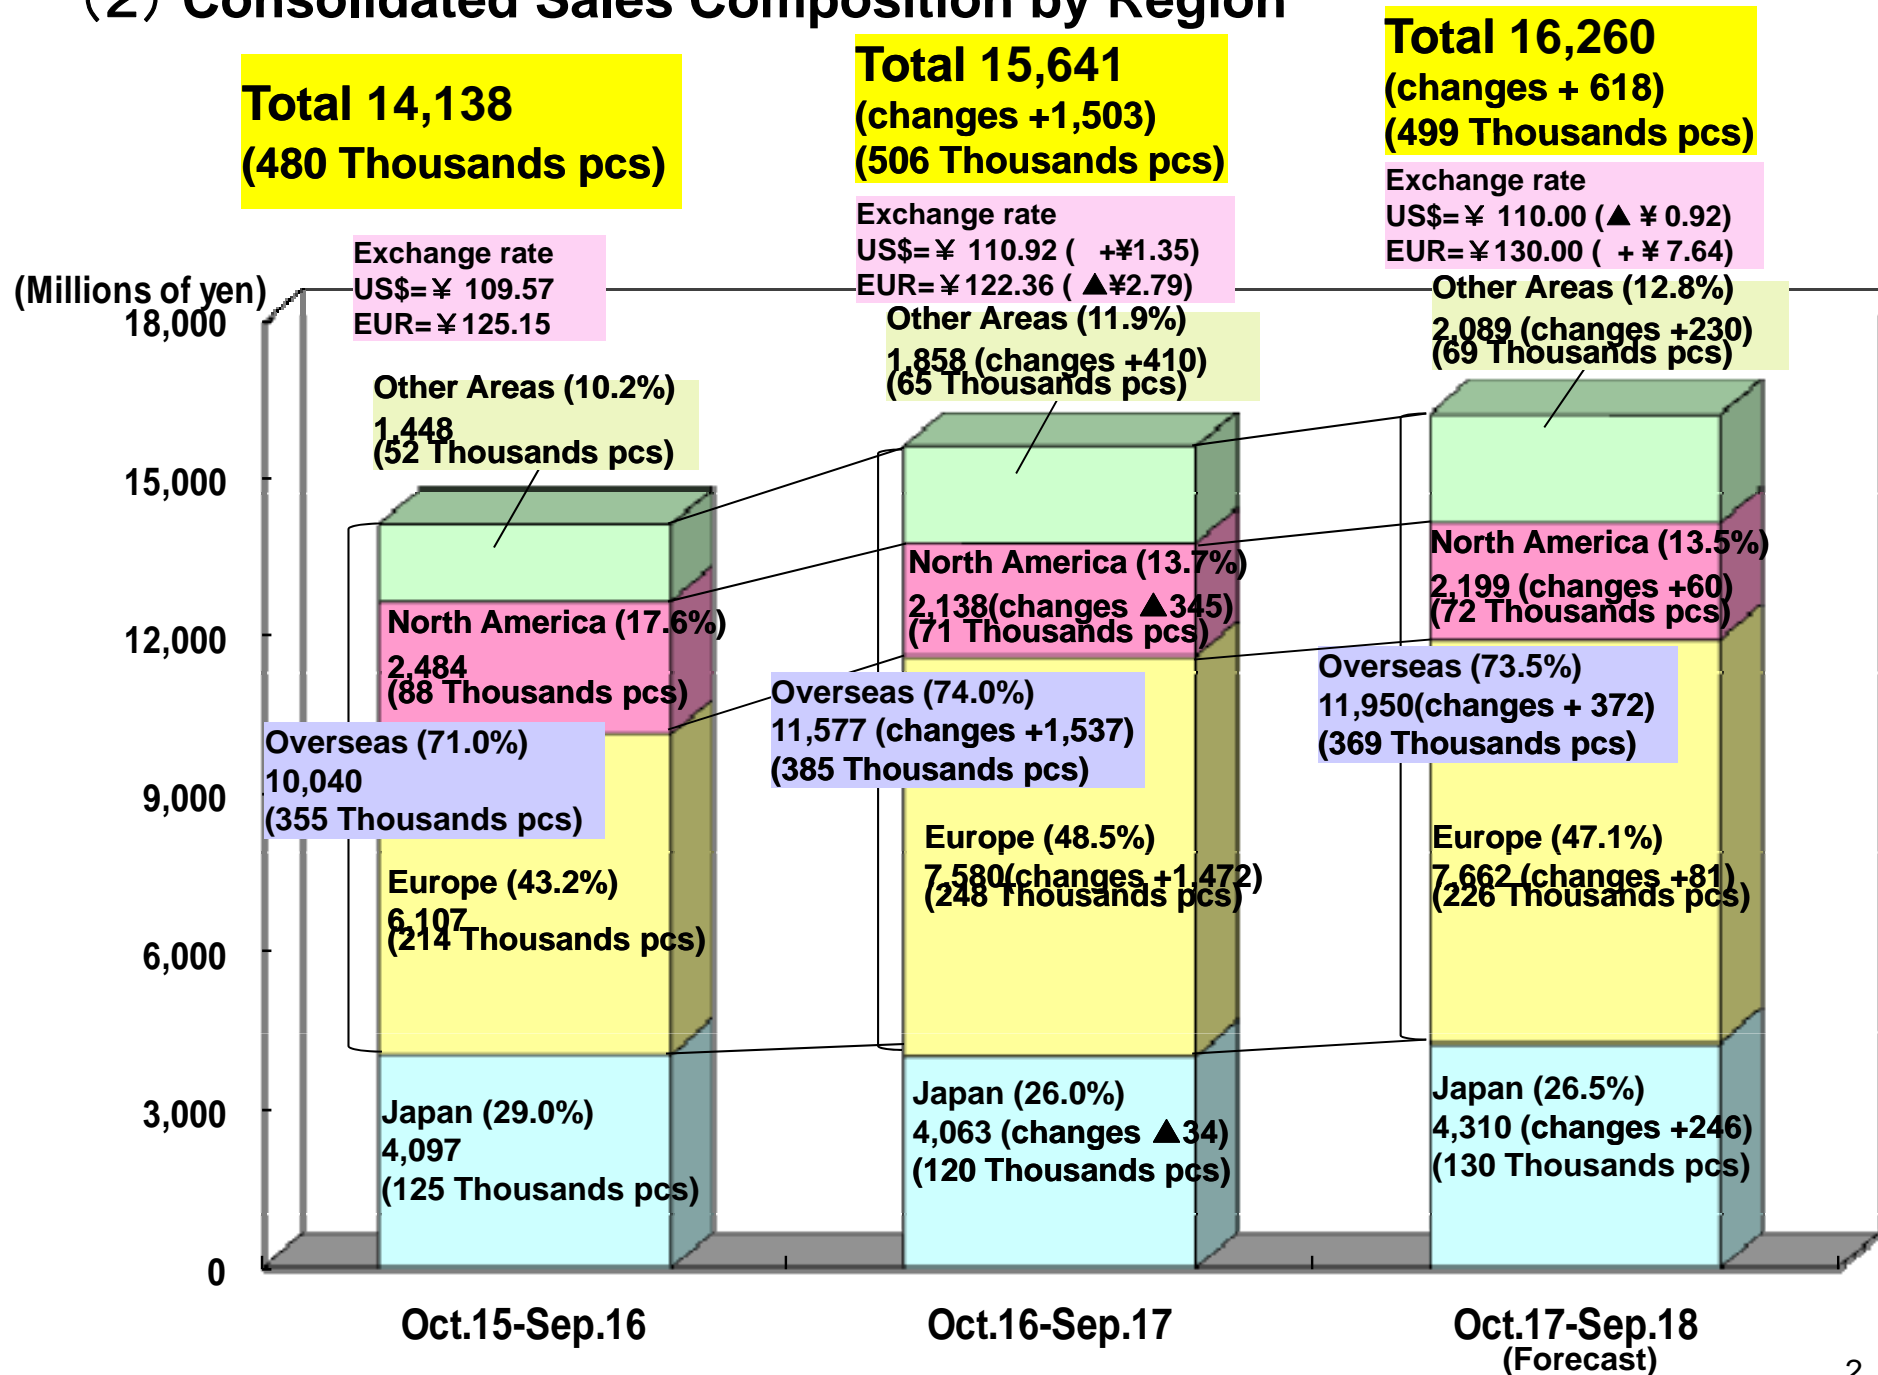 （2） Consolidated Sales Composition by Region
Total 14,138
(480 Thousands pcs)
Total 15,641
(changes +1,503)
(506 Thousands pcs)
Total 16,260
(changes + 618)
(499 Thousands pcs)
Exchange rate
US$=￥ 109.57
EUR=￥125.15
Exchange rate
US$=￥ 110.92 ( +¥1.35)
EUR=￥122.36 ( ▲¥2.79)
Exchange rate
US$=￥ 110.00 (▲ ¥ 0.92)
EUR=￥130.00 ( + ¥ 7.64)
(Millions of yen)
18,000
15,000
12,000
9,000
6,000
3,000
0
Other Areas (10.2%)
1,448
(52 Thousands pcs)
North America (17.6%)
2,484
(88 Thousands pcs)
Overseas (71.0%)
10,040
(355 Thousands pcs)
Europe (43.2%)
6,107
(214 Thousands pcs)
Japan (29.0%)
4,097
(125 Thousands pcs)
Other Areas (11.9%)
1,858 (changes +410)
(65 Thousands pcs)
North America (13.7%)
2,138(changes ▲345)
(71 Thousands pcs)
Overseas (74.0%)
11,577 (changes +1,537)
(385 Thousands pcs)
Europe (48.5%)
7,580(changes +1,472)
(248 Thousands pcs)
Japan (26.0%)
4,063 (changes ▲34)
(120 Thousands pcs)
Other Areas (12.8%)
2,089 (changes +230)
(69 Thousands pcs)
North America (13.5%)
2,199 (changes +60)
(72 Thousands pcs)
Overseas (73.5%)
11,950(changes + 372)
(369 Thousands pcs)
Europe (47.1%)
7,662 (changes +81)
(226 Thousands pcs)
Japan (26.5%)
4,310 (changes +246)
(130 Thousands pcs)
Oct.15-Sep.16
Oct.16-Sep.17
Oct.17-Sep.18
(Forecast)
2